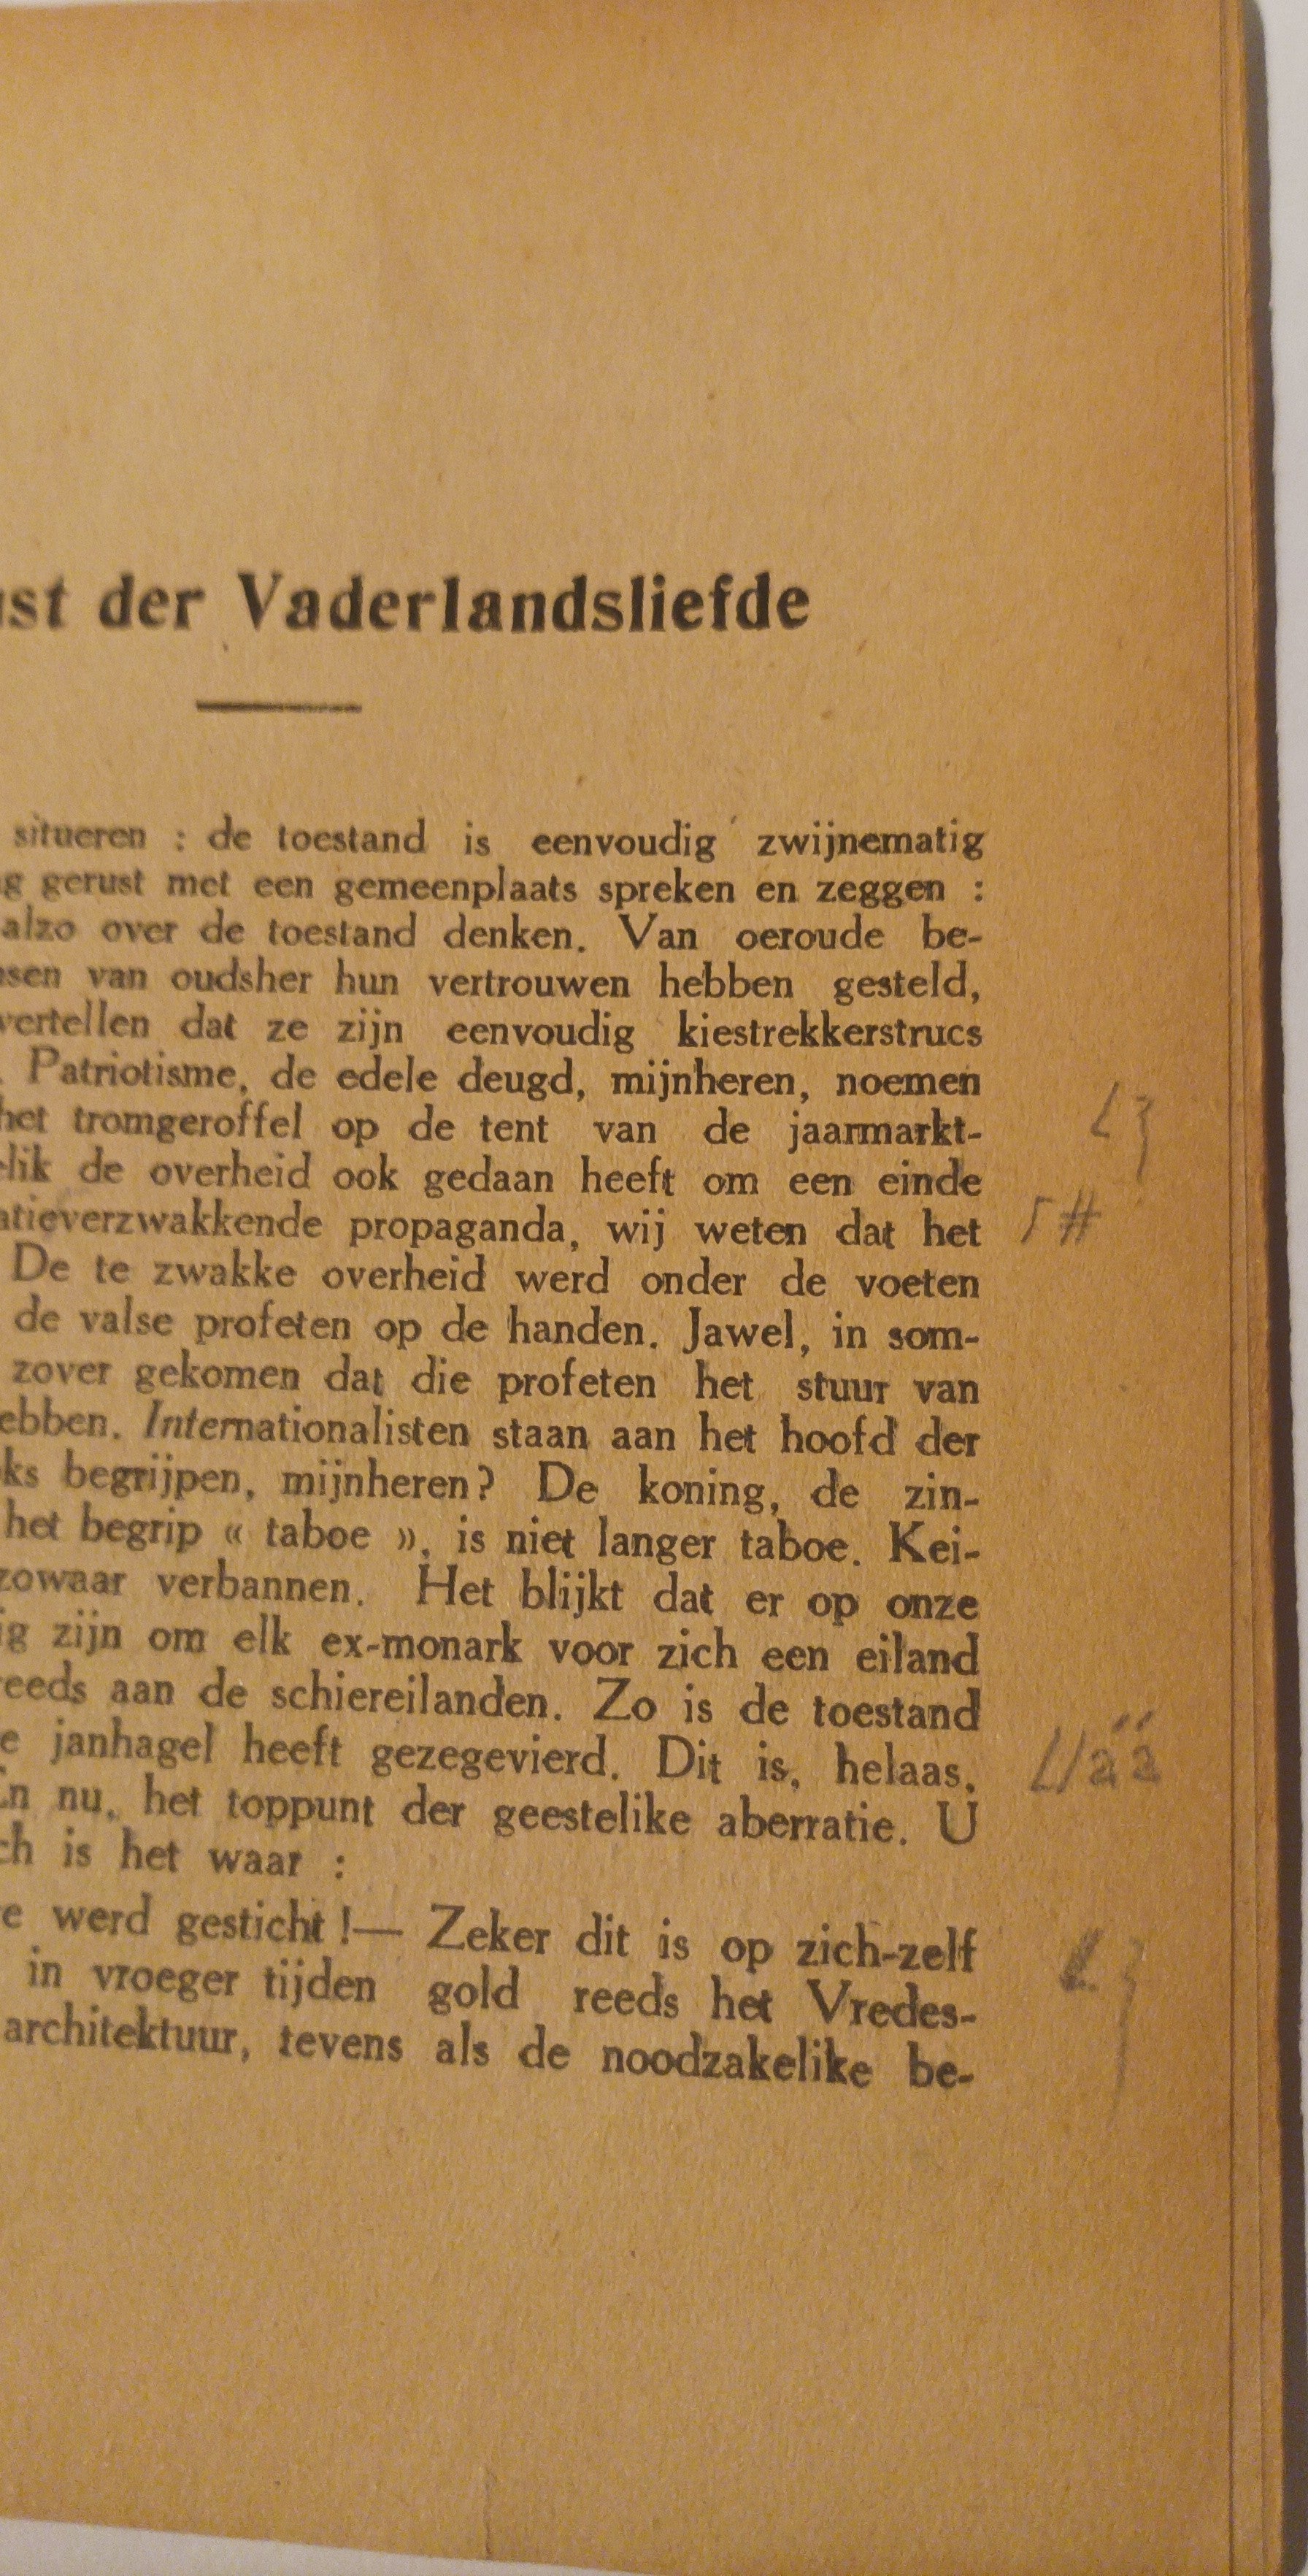 der Vaderlandsliefde
situeren : de toestand is eenvoudig zwijnematig
gerust met een gemeenplaats spreken en zeggen :
alzo over de toestand denken. Van oeroude be-
van oudsher hun vertrouwen hebben gesteld,
vertellen dat ze zijn eenvoudig kiestrekkerstrucs
Patriotisme, de edele deugd, mijnheren, noemen
het tromgeroffel op de tent van de jaarmarkt-
de overheid ook gedaan heeft om een einde
propaganda, wij weten dat het
De te zwakke overheid werd onder de voeten
de valse profeten op de handen. Jawel, in som-
zover gekomen dat die profeten het stuur van
Internationalisten staan aan het hoofd der
begrijpen, mijnheren? De koning, de zin-
het begrip « taboe », is niet langer taboe. Kei-
zowaar verbannen. Het blijkt dat er op onze
zijn om elk ex-monark voor zich een eiland
aan de schiereilanden. Zo is de toestand
janhagel heeft gezegevierd. Dit is, helaas,
nu, het toppunt der geestelike aberratie. U
is het waar :
werd gesticht !— Zeker dit is op zich-zelf
in vroeger tijden gold reeds het Vredes-
architektuur, tevens als de noodzakelike be-